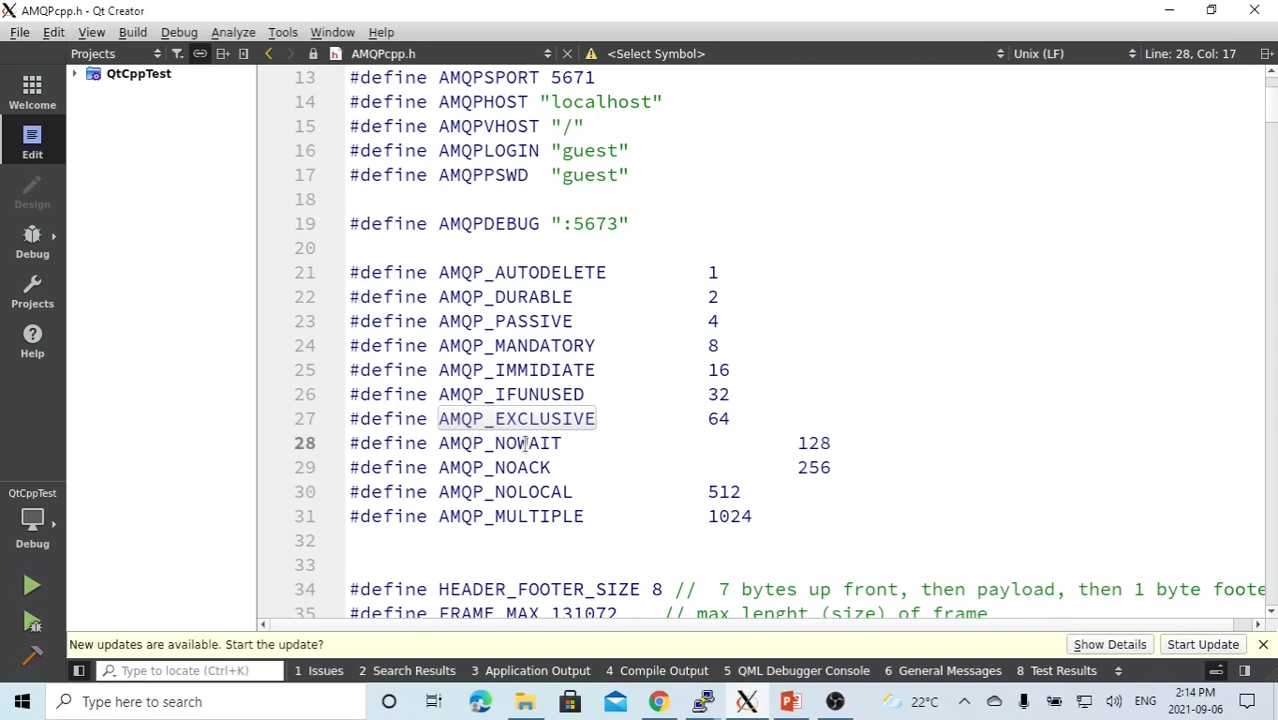 AMQPcpp.h - Qt Creator
File Edit View Build Debug Analyze Tools Window Help
Projects AMQPcpp.h <Select Symbol> Unix (LF) Line: 28, Col: 17
QtCppTest
Welcome
Edit
Design
Debug
Projects
Help
QtCppTest
Debug
13 #define AMQPSPORT 5671
14 #define AMQPHOST "localhost"
15 #define AMQPVHOST "/"
16 #define AMQPLOGIN "guest"
17 #define AMQPPSWD  "guest"
18
19 #define AMQPDEBUG ":5673"
20
21 #define AMQP_AUTODELETE 1
22 #define AMQP_DURABLE 2
23 #define AMQP_PASSIVE 4
24 #define AMQP_MANDATORY 8
25 #define AMQP_IMMIDIATE 16
26 #define AMQP_IFUNUSED 32
27 #define AMQP_EXCLUSIVE 64
28 #define AMQP_NOWAIT 128
29 #define AMQP_NOACK 256
30 #define AMQP_NOLOCAL 512
31 #define AMQP_MULTIPLE 1024
32
33
34 #define HEADER_FOOTER_SIZE 8 //  7 bytes up front, then payload, then 1 byte foote
35 #define FRAME_MAX 131072 // max lenght (size) of frame
New updates are available. Start the update? Show Details Start Update
Type to locate (Ctrl+K) 1 Issues 2 Search Results 3 Application Output 4 Compile Output 5 QML Debugger Console 6 General Messages 8 Test Results
Type here to search 22°C ENG 2:14 PM
2021-09-06